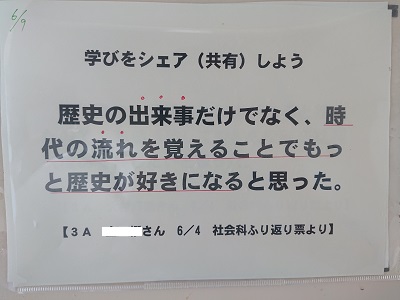 6/9
学びをシェア（共有）しよう
歴史の出来事だけでなく、時
代の流れを覚えることでもっ
と歴史が好きになると思った。
【３Ａ さん 6／4 社会科ふり返り票より】